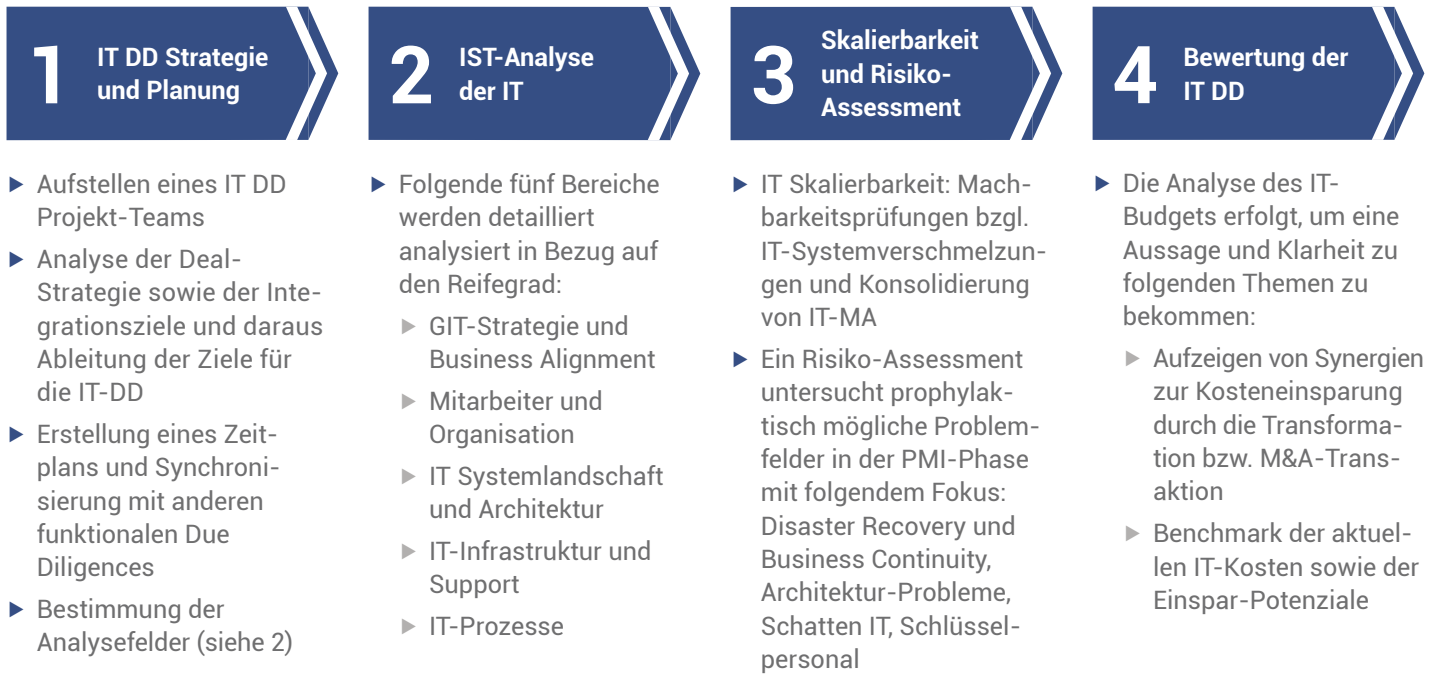 1
IT DD Strategie
und Planung
▶ Aufstellen eines IT DD
Projekt-Teams
▶ Analyse der Deal-
Strategie sowie der Inte-
grationsziele und daraus
Ableitung der Ziele für
die IT-DD
▶ Erstellung eines Zeit-
plans und Synchroni-
sierung mit anderen
funktionalen Due
Diligences
▶ Bestimmung der
Analysefelder (siehe 2)
2
IST-Analyse
der IT
▶ Folgende fünf Bereiche
werden detailliert
analysiert in Bezug auf
den Reifegrad:
▶ GIT-Strategie und
Business Alignment
▶ Mitarbeiter und
Organisation
▶ IT Systemlandschaft
und Architektur
▶ IT-Infrastruktur und
Support
▶ IT-Prozesse
3
Skalierbarkeit
und Risiko-
Assessment
▶ IT Skalierbarkeit: Mach-
barkeitsprüfungen bzgl.
IT-Systemverschmelzun-
gen und Konsolidierung
von IT-MA
▶ Ein Risiko-Assessment
untersucht prophylak-
tisch mögliche Problem-
felder in der PMI-Phase
mit folgendem Fokus:
Disaster Recovery und
Business Continuity,
Architektur-Probleme,
Schatten IT, Schlüssel-
personal
4
Bewertung der
IT DD
▶ Die Analyse des IT-
Budgets erfolgt, um eine
Aussage und Klarheit zu
folgenden Themen zu
bekommen:
▶ Aufzeigen von Synergien
zur Kosteneinsparung
durch die Transforma-
tion bzw. M&A-Trans-
aktion
▶ Benchmark der aktuel-
len IT-Kosten sowie der
Einspar-Potenziale